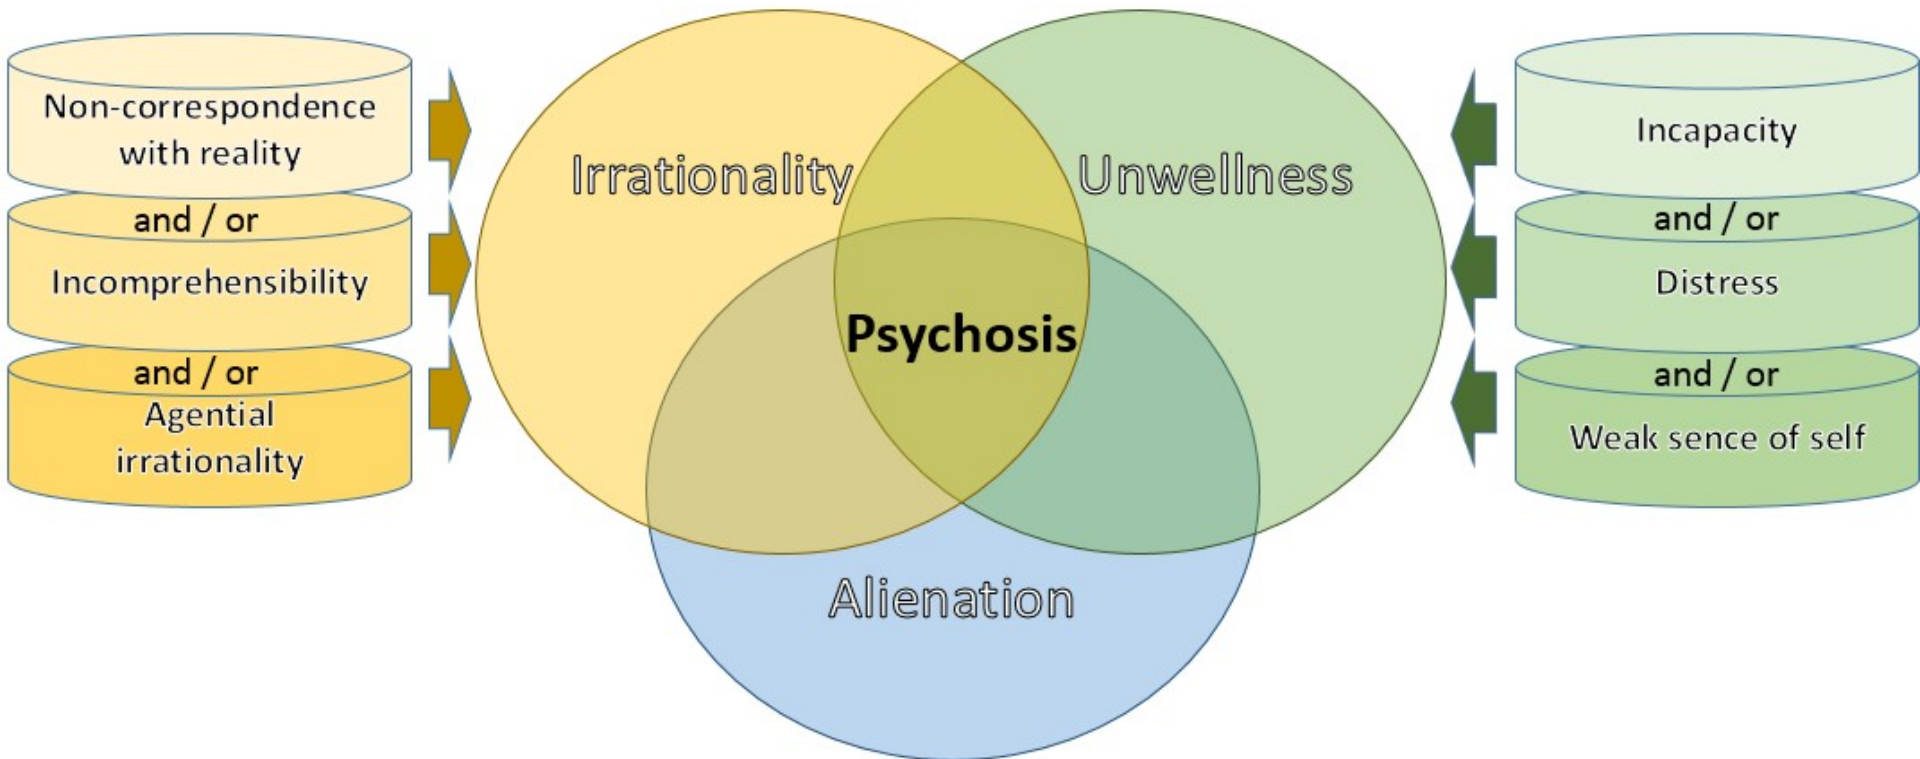 Non-correspondence
with reality
and / or
Incomprehensibility
and / or
Agential
irrationality
Irrationality
Unwellness
Psychosis
Alienation
Incapacity
and / or
Distress
and / or
Weak sence of self